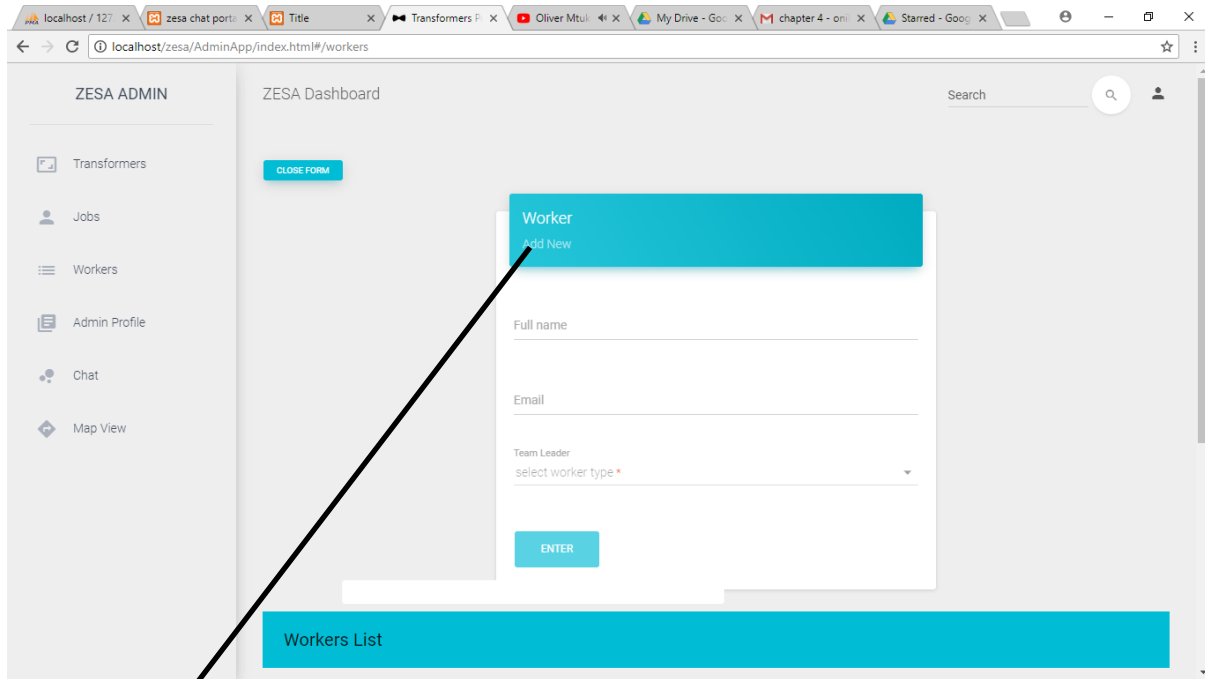 localhost / 127
zesa chat porta
Title
Transformers P
Oliver Mtuk
My Drive - Goo
chapter 4 - onli
Starred - Goog
localhost/zesa/AdminApp/index.html#/workers
ZESA ADMIN
ZESA Dashboard
Search
Transformers
CLOSE FORM
Jobs
Worker
Add New
Workers
Admin Profile
Full name
Chat
Email
Map View
Team Leader
select worker type *
ENTER
Workers List